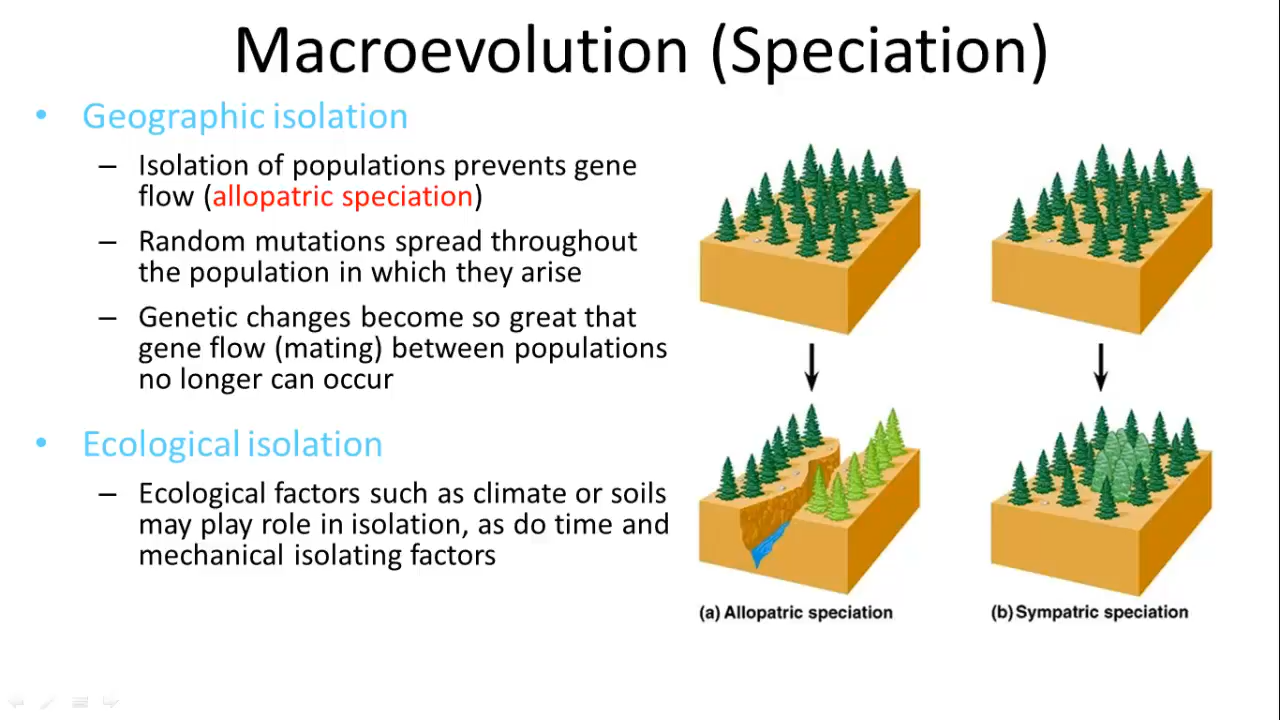 Macroevolution (Speciation)
• Geographic isolation
– Isolation of populations prevents gene
flow (allopatric speciation)
– Random mutations spread throughout
the population in which they arise
– Genetic changes become so great that
gene flow (mating) between populations
no longer can occur
• Ecological isolation
– Ecological factors such as climate or soils
may play role in isolation, as do time and
mechanical isolating factors
(a) Allopatric speciation
(b) Sympatric speciation